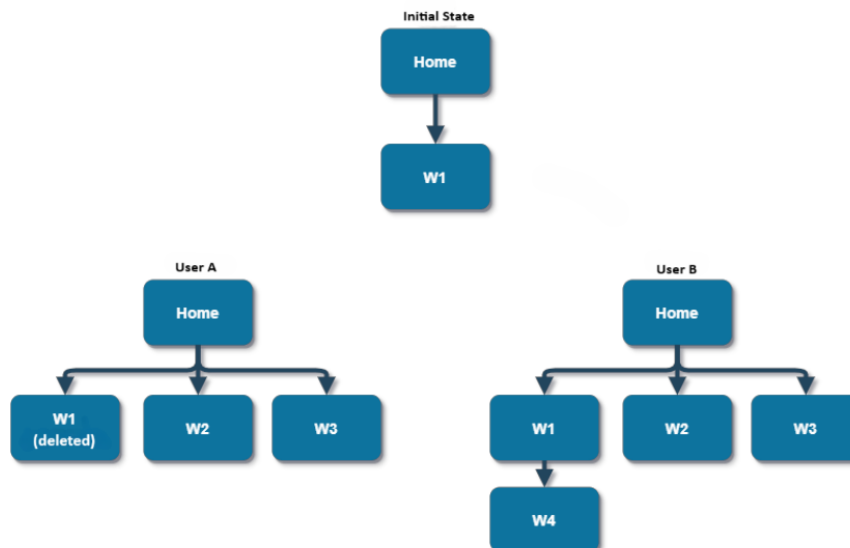 Initial State
Home
W1
User A
User B
Home
Home
W1
(deleted)
W2
W3
W1
W2
W3
W4